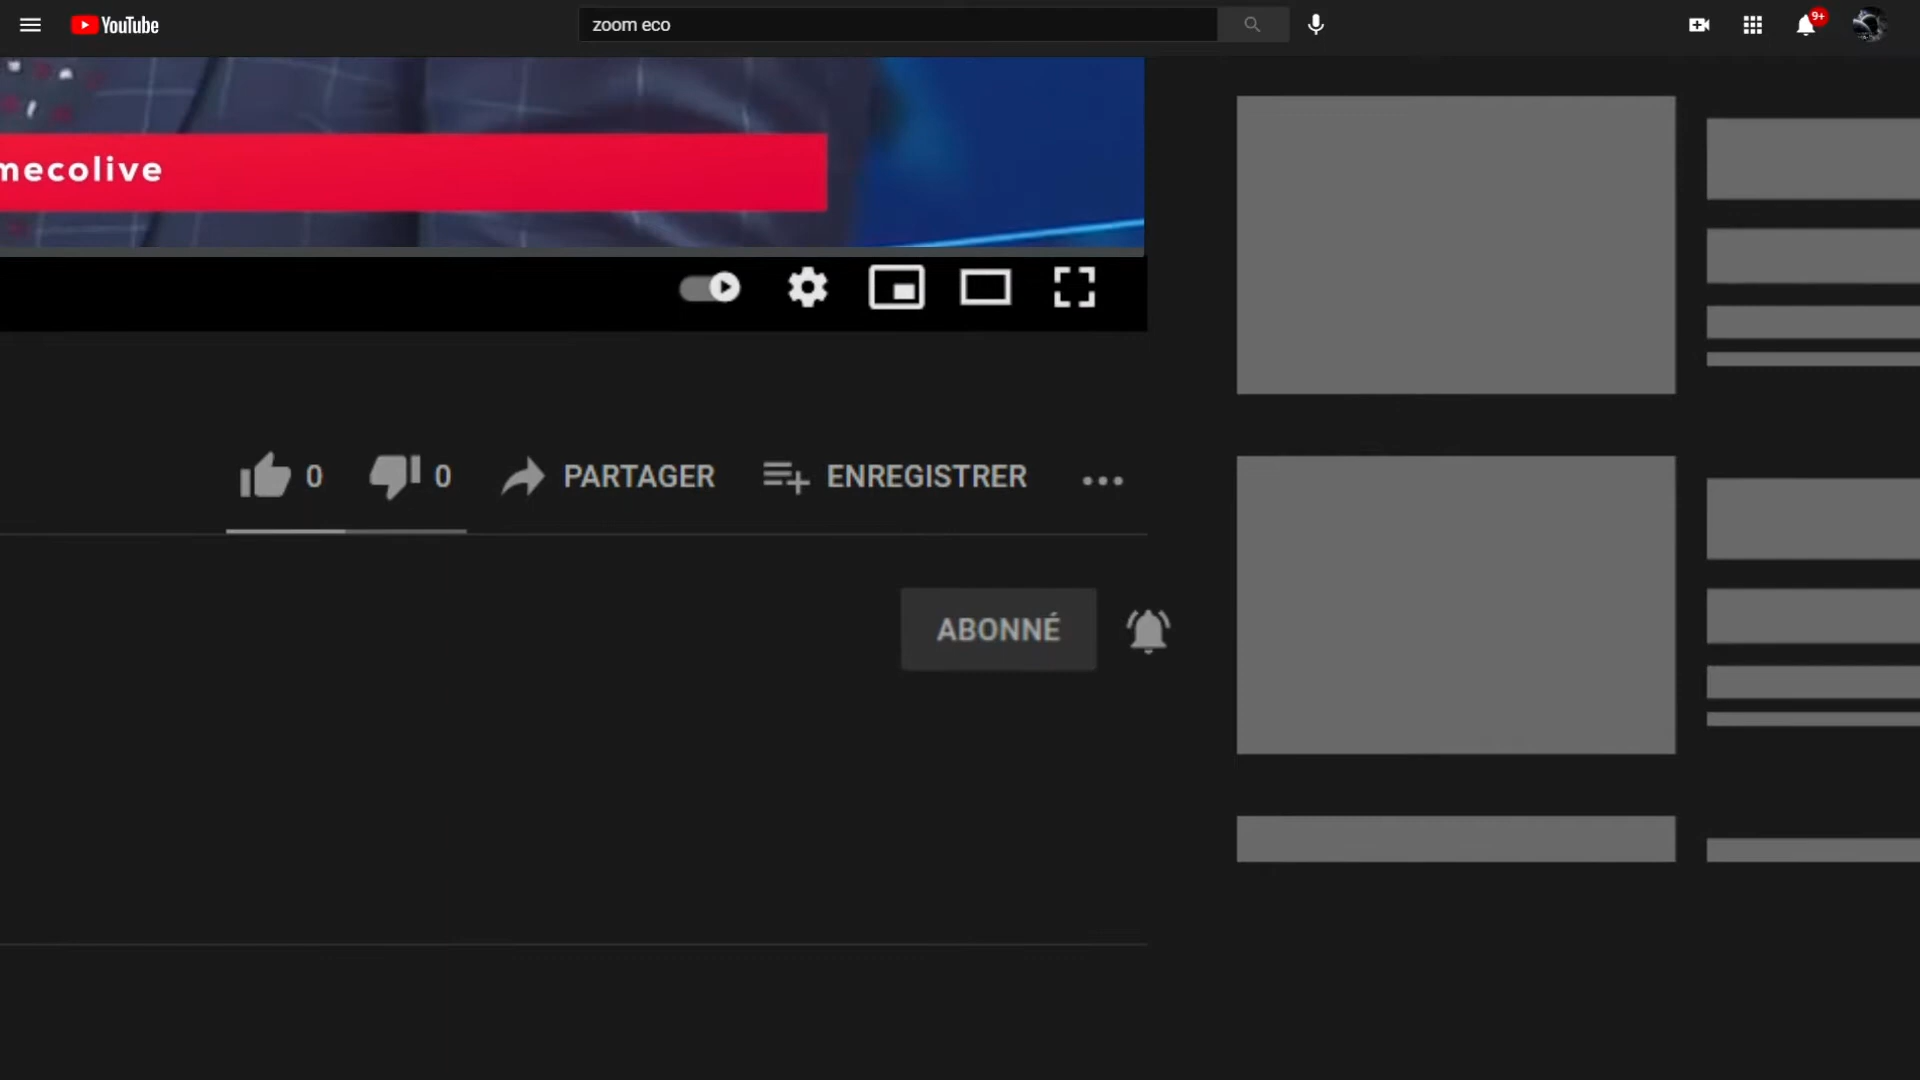 YouTube
zoom eco
9+
mecolive
0
0
PARTAGER
ENREGISTRER
ABONNÉ